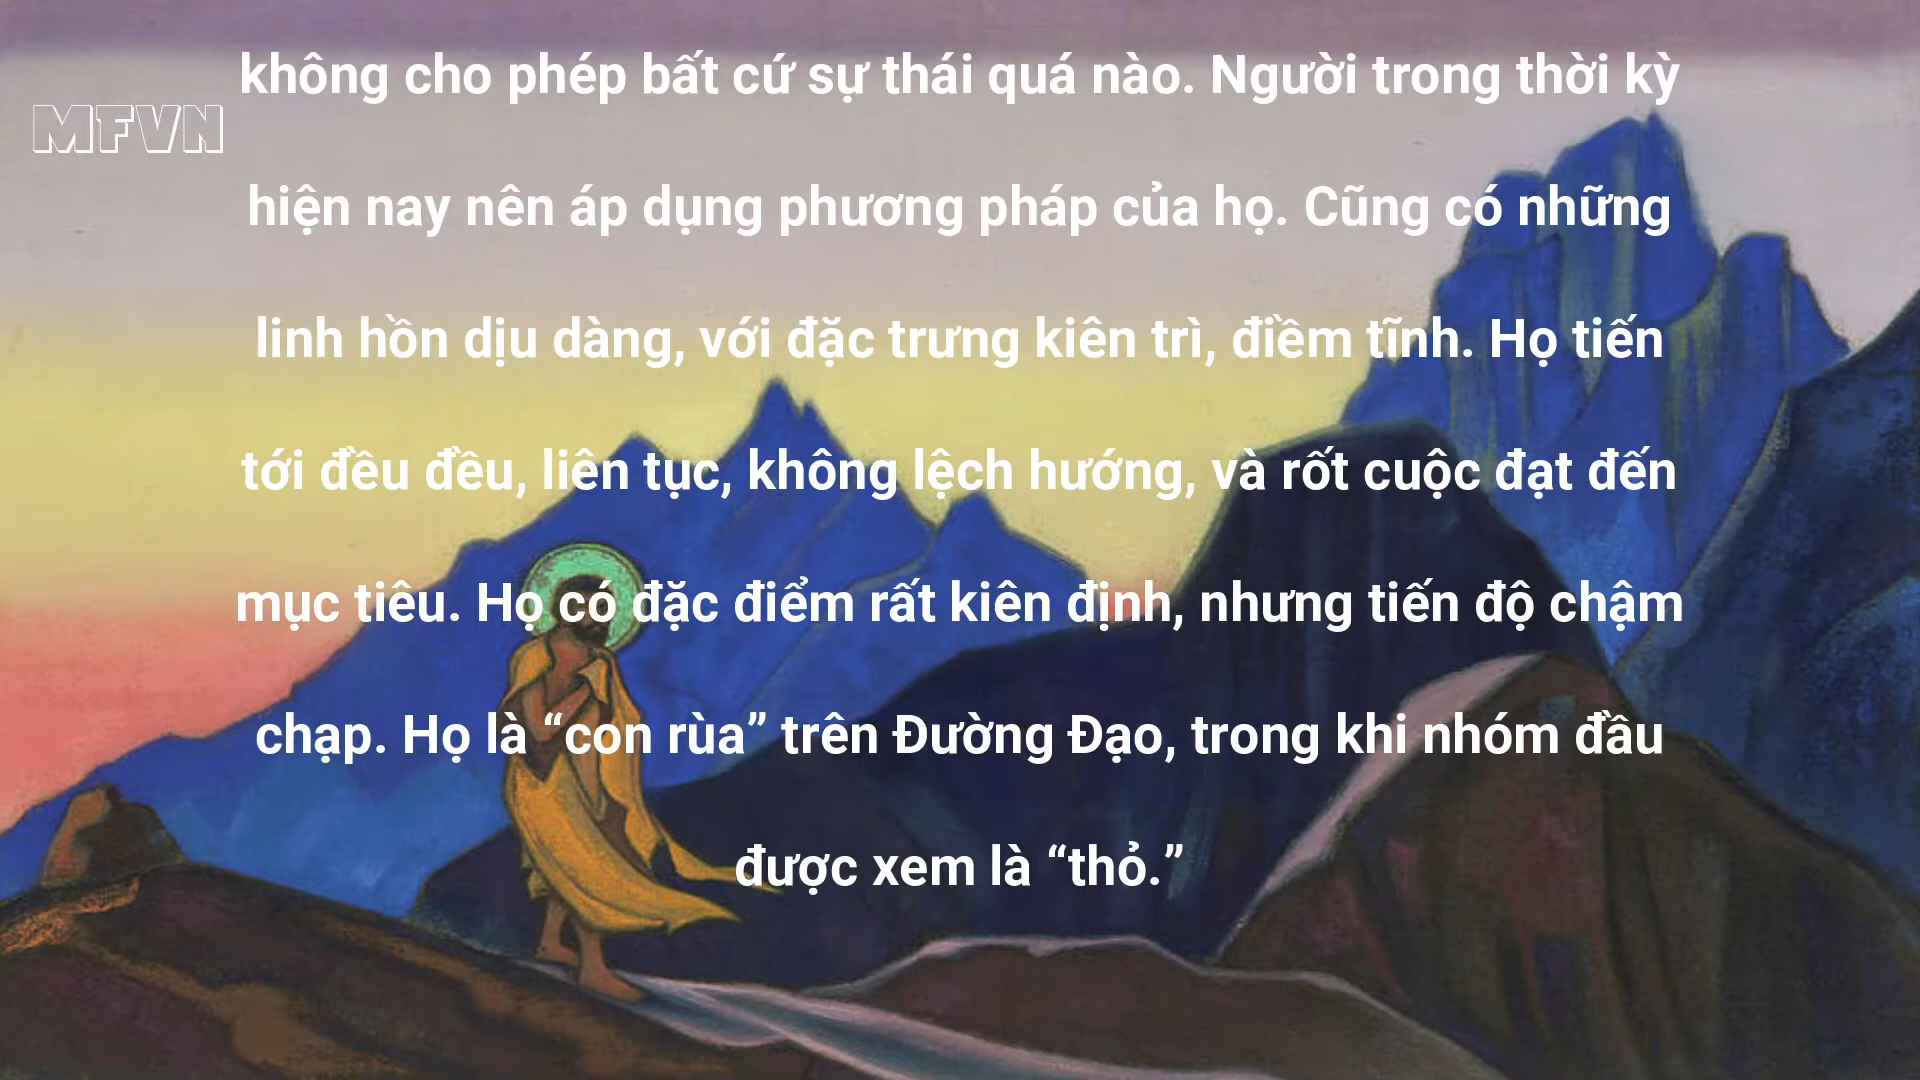 không cho phép bất cứ sự thái quá nào. Người trong thời kỳ
MFVN
hiện nay nên áp dụng phương pháp của họ. Cũng có những
linh hồn dịu dàng, với đặc trưng kiên trì, điềm tĩnh. Họ tiến
tới đều đều, liên tục, không lệch hướng, và rốt cuộc đạt đến
mục tiêu. Họ có đặc điểm rất kiên định, nhưng tiến độ chậm
chạp. Họ là “con rùa” trên Đường Đạo, trong khi nhóm đầu
được xem là “thỏ.”